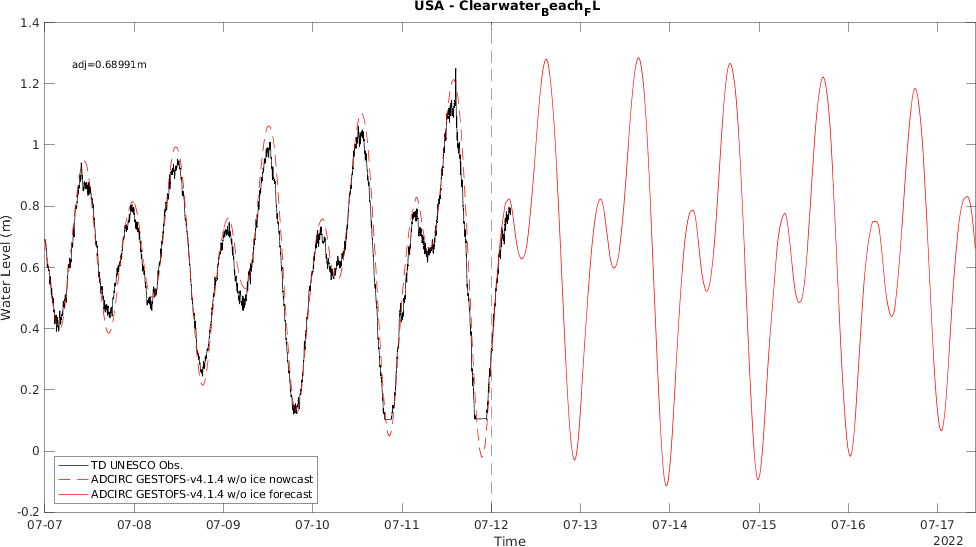 USA - Clearwater_Beach_FL
adj=0.68991m
Water Level (m)
1.4
1.2
1
0.8
0.6
0.4
0.2
0
-0.2
TD UNESCO Obs.
ADCIRC GESTOFS-v4.1.4 w/o ice nowcast
ADCIRC GESTOFS-v4.1.4 w/o ice forecast
07-07 07-08 07-09 07-10 07-11 07-12 07-13 07-14 07-15 07-16 07-17
Time
2022